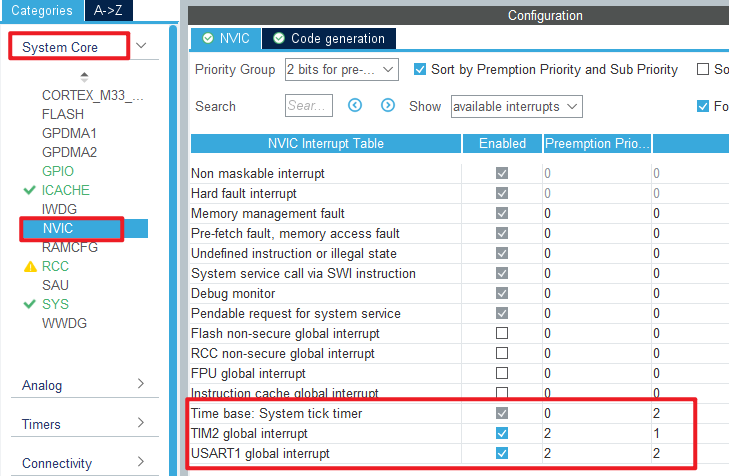 Categories A->Z
System Core
CORTEX_M33_...
FLASH
GPDMA1
GPDMA2
GPIO
ICACHE
IWDG
NVIC
RAMCFG
RCC
SAU
SYS
WWDG
Analog
Timers
Connectivity
Configuration
NVIC Code generation
Priority Group 2 bits for pre-... Sort by Premption Priority and Sub Priority So
Search Sear... Show available interrupts Fo
NVIC Interrupt Table Enabled Preemption Prio...
Non maskable interrupt 0 0
Hard fault interrupt 0 0
Memory management fault 0 0
Pre-fetch fault, memory access fault 0 0
Undefined instruction or illegal state 0 0
System service call via SWI instruction 0 0
Debug monitor 0 0
Pendable request for system service 0 0
Flash non-secure global interrupt 0 0
RCC non-secure global interrupt 0 0
FPU global interrupt 0 0
Instruction cache global interrupt 0 0
Time base: System tick timer 0 2
TIM2 global interrupt 2 1
USART1 global interrupt 2 2